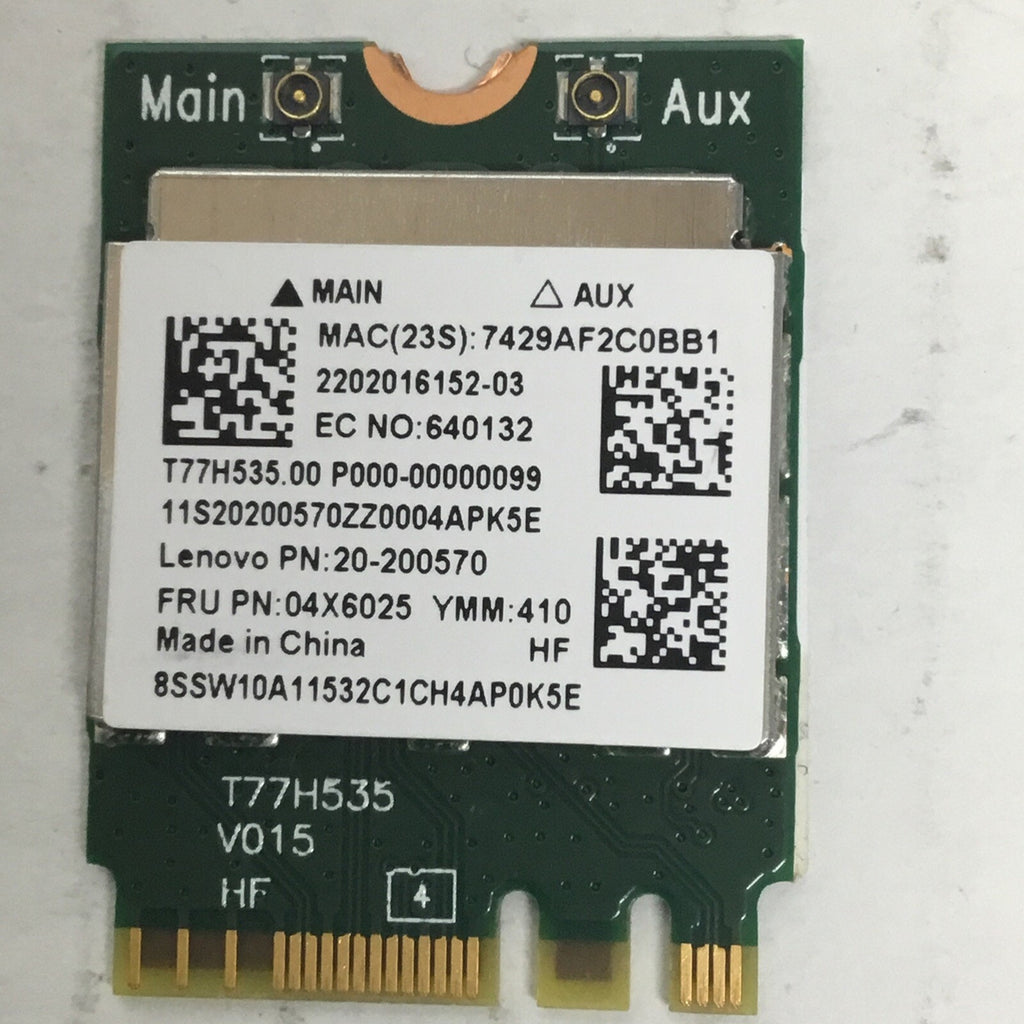 Main Aux
▲ MAIN △ AUX
MAC(23S):7429AF2C0BB1
2202016152-03
EC NO:640132
T77H535.00 P000-00000099
11S20200570ZZ0004APK5E
Lenovo PN:20-200570
FRU PN:04X6025 YMM:410
Made in China HF
8SSW10A11532C1CH4AP0K5E
T77H535
V015
HF 4